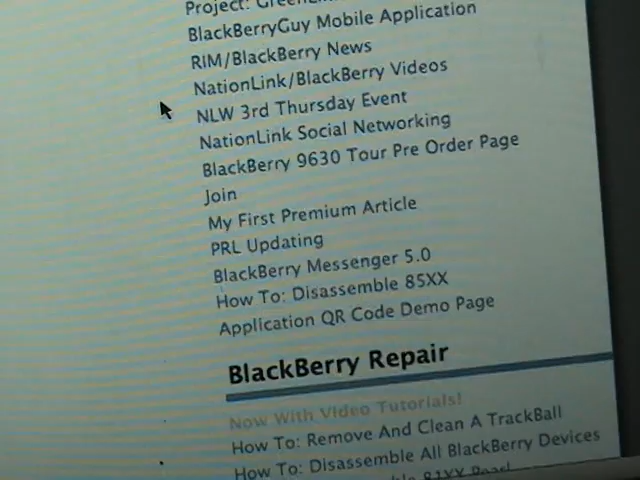 Project:
BlackBerryGuy Mobile Application
RIM/BlackBerry News
NationLink/BlackBerry Videos
NLW 3rd Thursday Event
NationLink Social Networking
BlackBerry 9630 Tour Pre Order Page
Join
My First Premium Article
PRL Updating
BlackBerry Messenger 5.0
How To: Disassemble 85XX
Application QR Code Demo Page
BlackBerry Repair
Now With Video Tutorials!
How To: Remove And Clean A TrackBall
How To: Disassemble All BlackBerry Devices
81XX Pearl